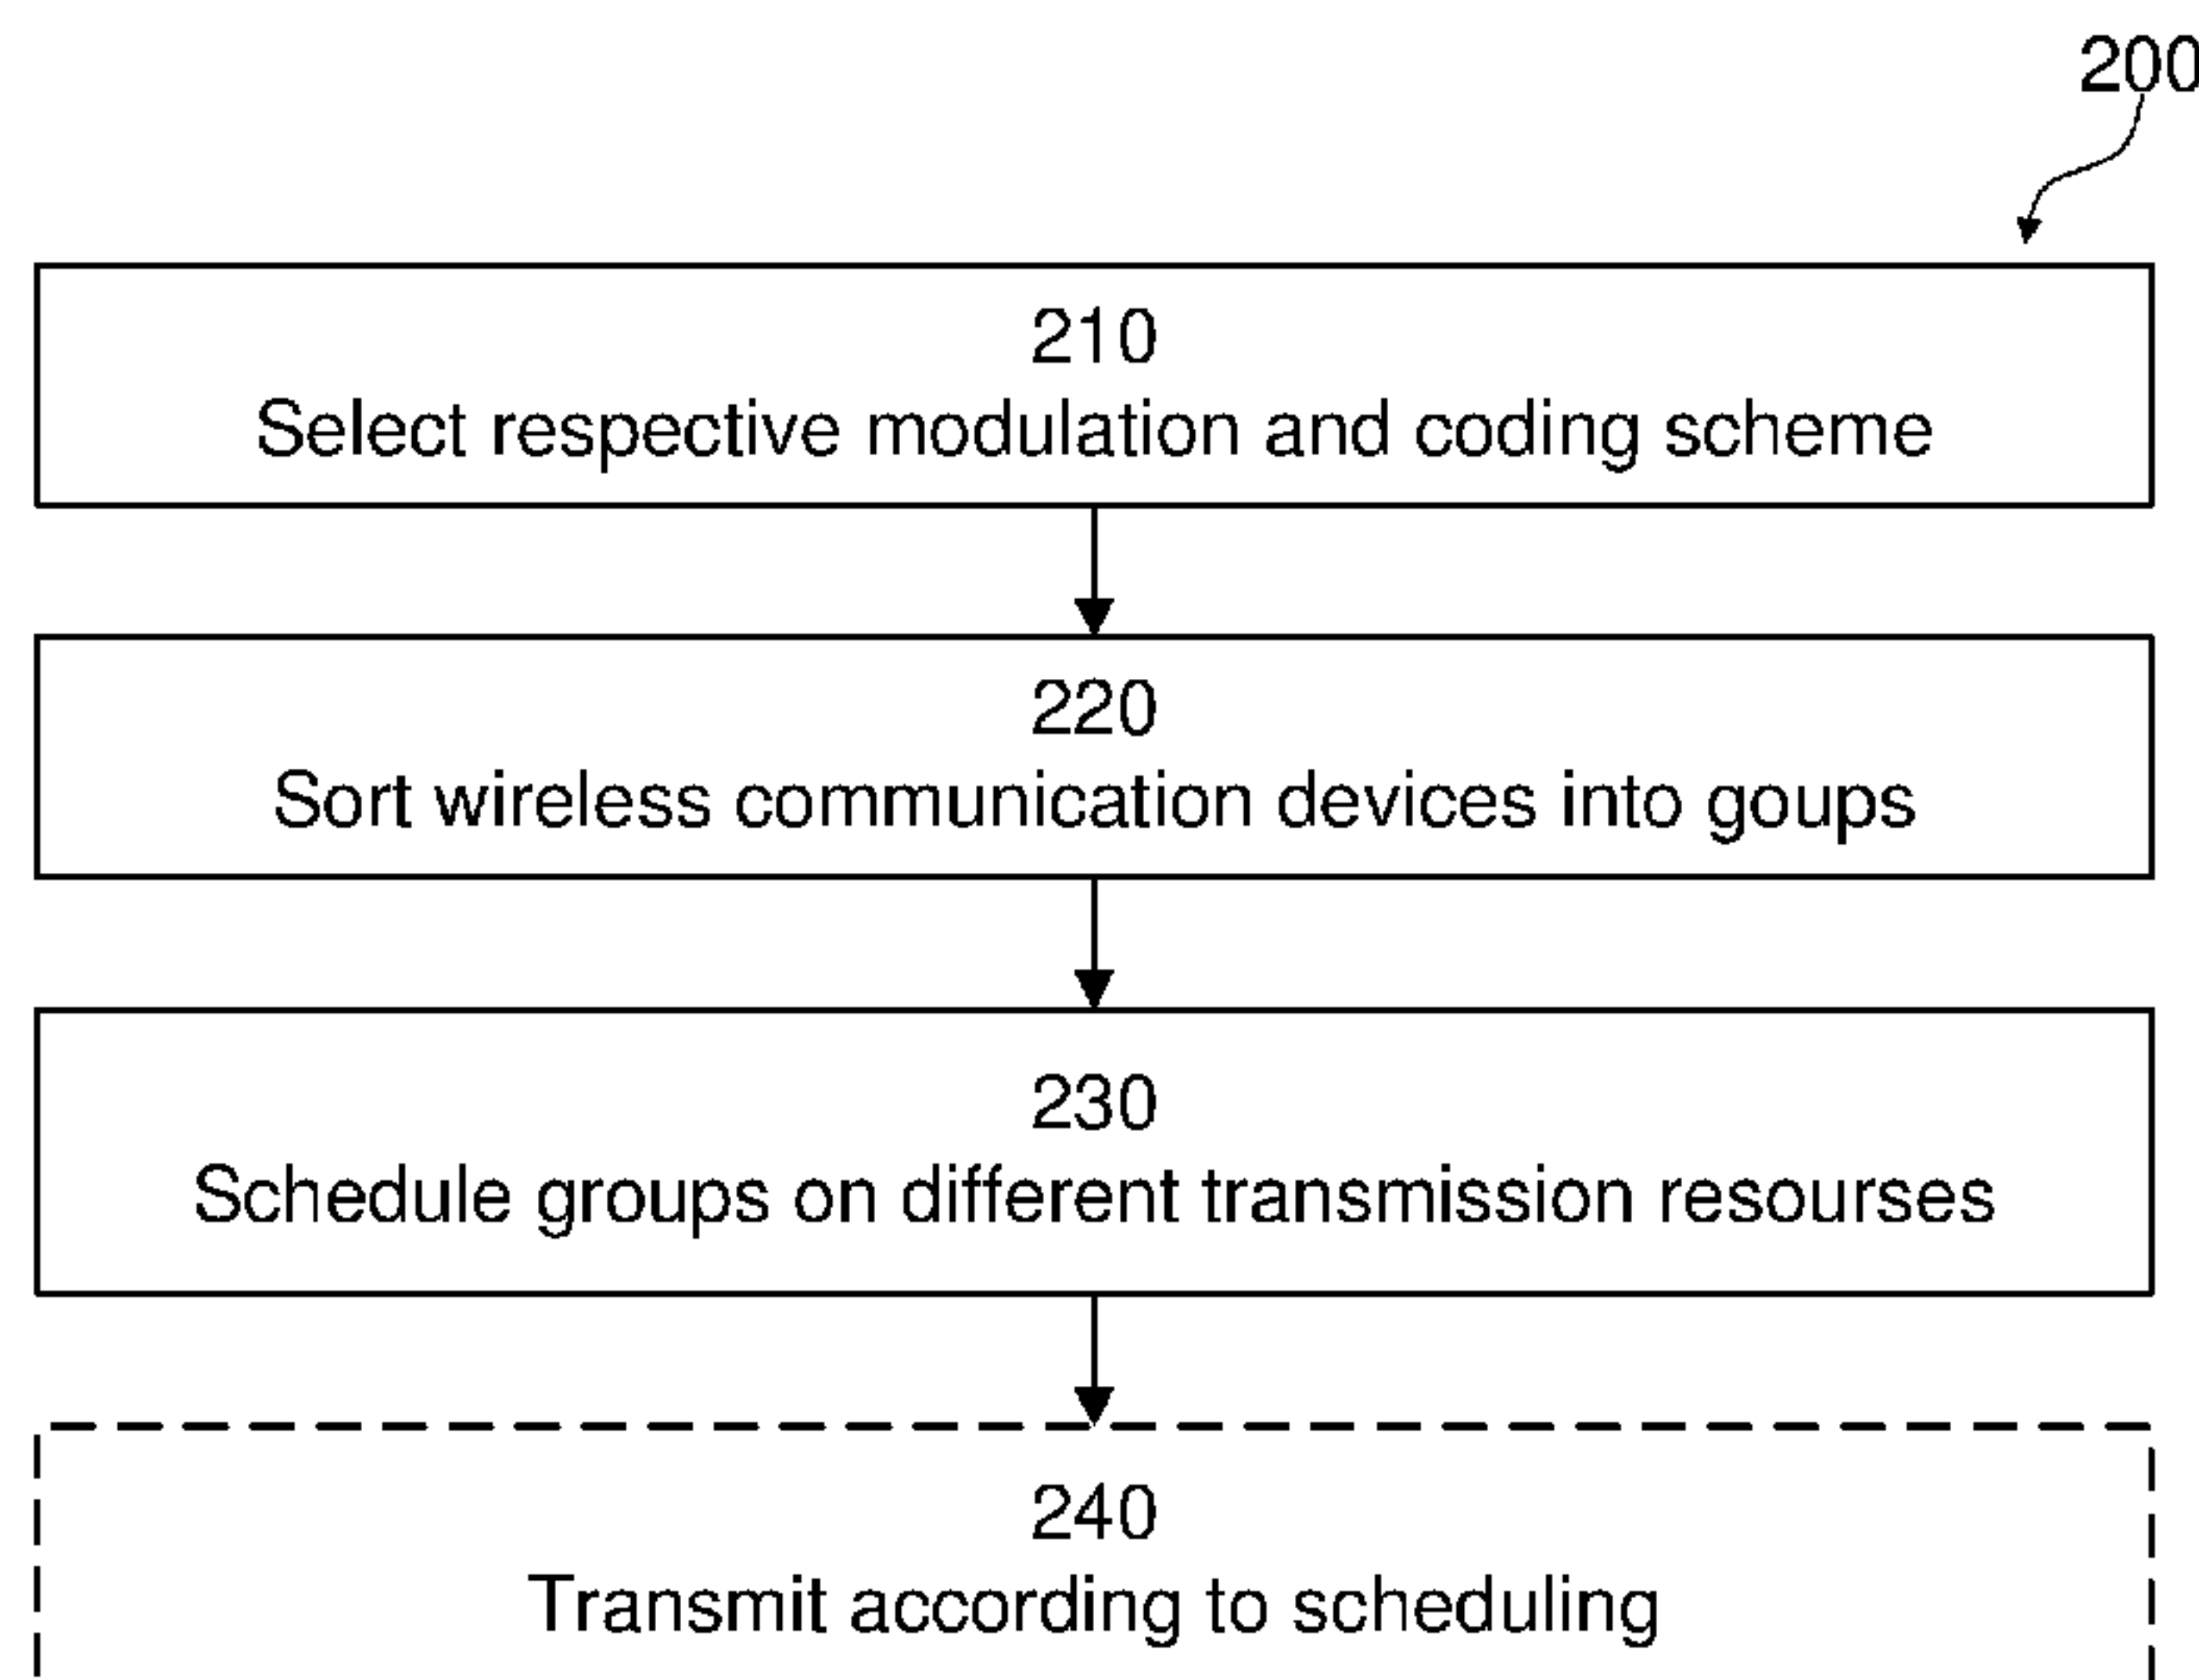 200
210
Select respective modulation and coding scheme
220
Sort wireless communication devices into goups
230
Schedule groups on different transmission resourses
240
Transmit according to scheduling